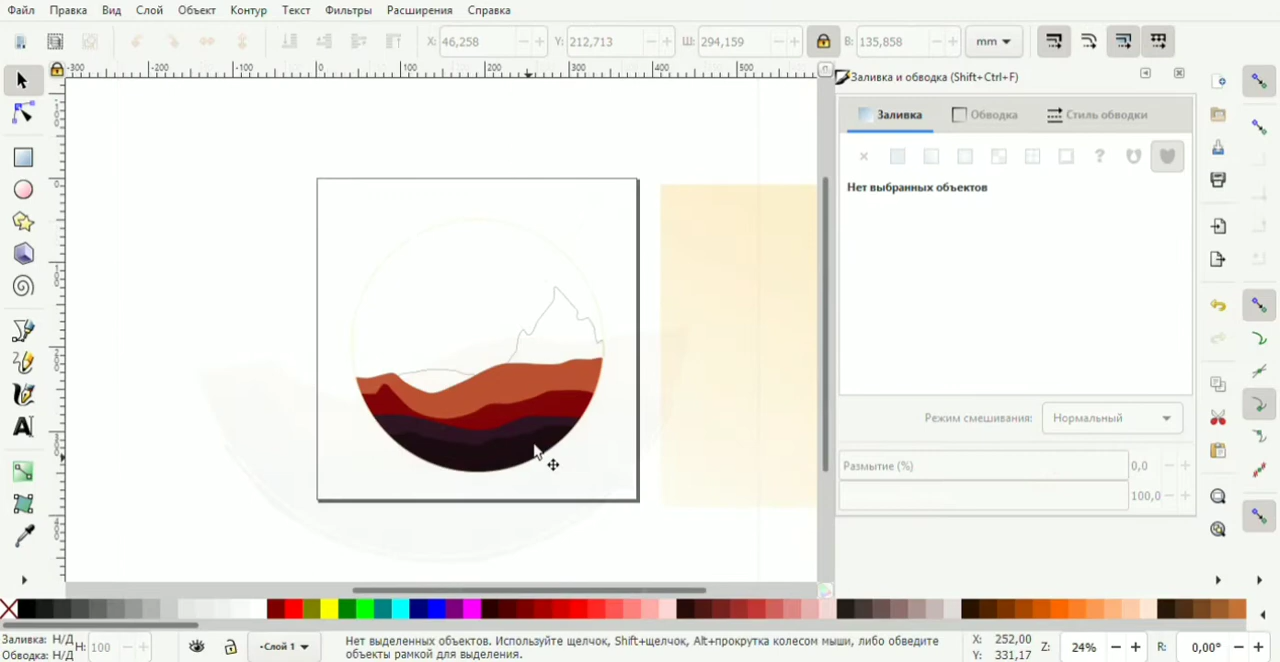 Файл Правка Вид Слой Объект Контур Текст Фильтры Расширения Справка
X: 46,258 Y: 212,713 Ш: 294,159 В: 135,858 mm
-300 -200 -100 0 100 200 300 400 500
Заливка и обводка (Shift+Ctrl+F)
Заливка Обводка Стиль обводки
Нет выбранных объектов
Режим смешивания: Нормальный
Размытие (%) 0,0
100,0
Заливка: Н/Д
Обводка: Н/Д
Н: 100
-Слой 1
Нет выделенных объектов. Используйте щелчок, Shift+щелчок, Alt+прокрутка колесом мыши, либо обведите
объекты рамкой для выделения.
X: 252,00
Y: 331,17
Z: 24%
R: 0,00°